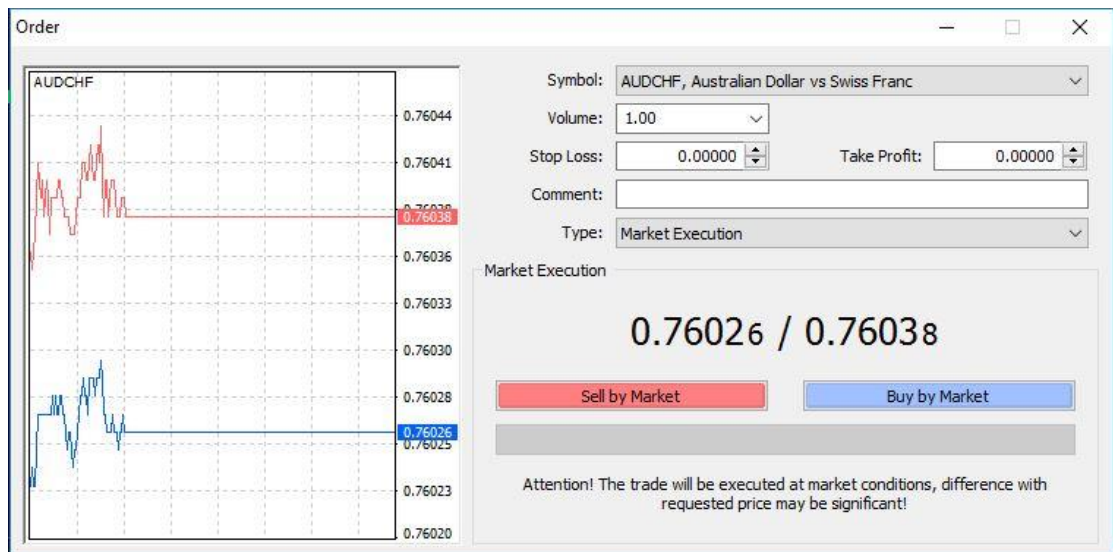 Order
AUDCHF
0.76044
0.76041
0.76038
0.76036
0.76033
0.76030
0.76028
0.76026
0.76025
0.76023
0.76020
Symbol: AUDCHF, Australian Dollar vs Swiss Franc
Volume: 1.00
Stop Loss: 0.00000 Take Profit: 0.00000
Comment:
Type: Market Execution
Market Execution
0.76026 / 0.76038
Sell by Market Buy by Market
Attention! The trade will be executed at market conditions, difference with
requested price may be significant!